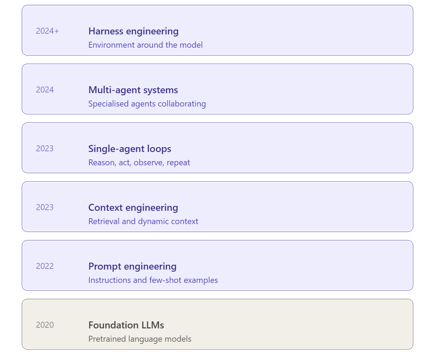 2024+
Harness engineering
Environment around the model
2024
Multi-agent systems
Specialised agents collaborating
2023
Single-agent loops
Reason, act, observe, repeat
2023
Context engineering
Retrieval and dynamic context
2022
Prompt engineering
Instructions and few-shot examples
2020
Foundation LLMs
Pretrained language models